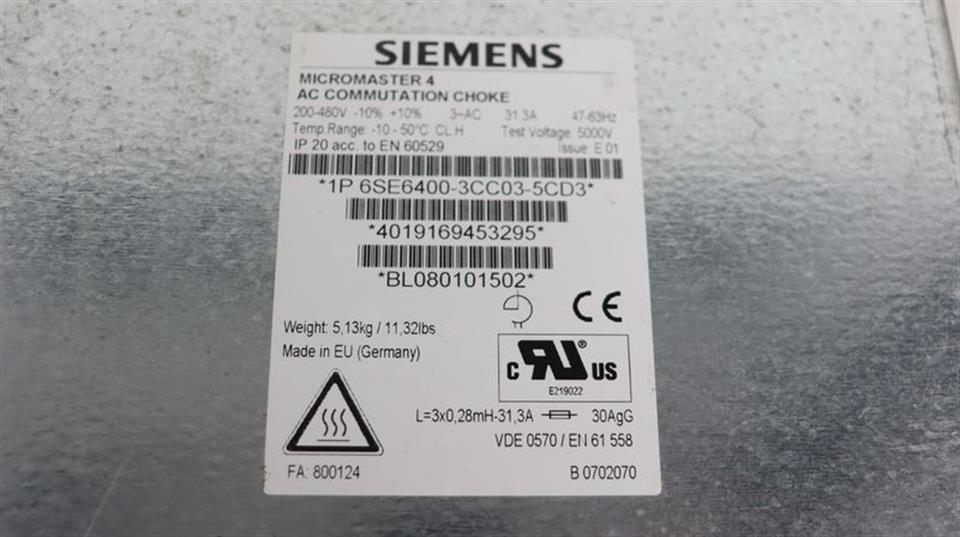 SIEMENS
MICROMASTER 4
AC COMMUTATION CHOKE
200-480V -10% +10% 3~AC 31,3A 47-63Hz
Temp.Range: -10 - 50°C CL.H Test Voltage: 5000V
IP 20 acc. to EN 60529 Issue: E 01
*1P 6SE6400-3CC03-5CD3*
*4019169453295*
*BL080101502*
CE
Weight: 5,13kg / 11,32lbs
Made in EU (Germany)
c RU® US
E219022
L=3x0,28mH-31,3A 30AgG
VDE 0570 / EN 61 558
FA: 800124 B 0702070